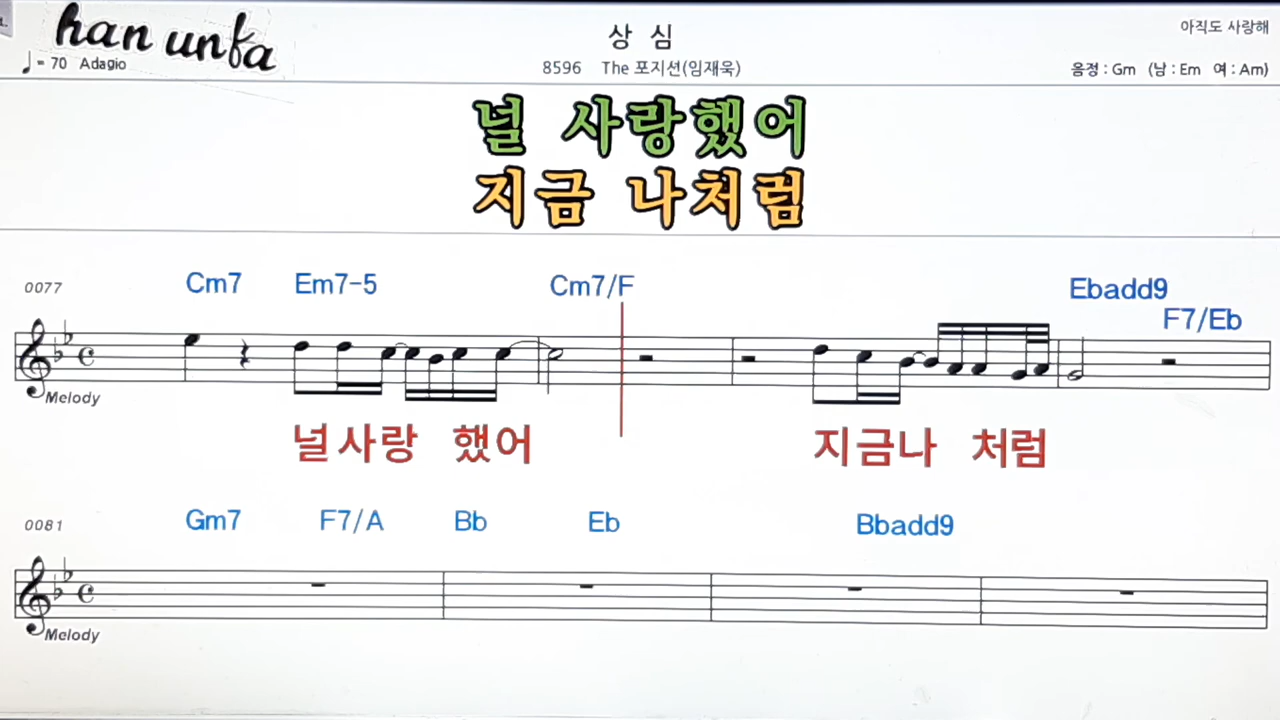 han unfa
♩= 70 Adagio
상 심
8596 The 포지션(임재욱)
아직도 사랑해
음정 : Gm (남 : Em 여 : Am)
널 사랑했어
지금 나처럼
0077 Cm7 Em7-5 Cm7/F Ebadd9
F7/Eb
Melody
널사랑 했어 지금나 처럼
0081 Gm7 F7/A Bb Eb Bbadd9
Melody